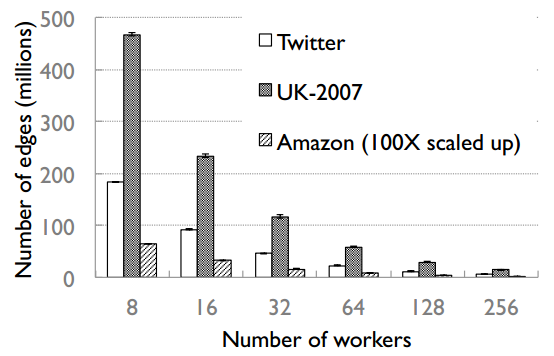 Number of edges (millions)
500
400
300
200
100
0
Twitter
UK-2007
Amazon (100X scaled up)
8 16 32 64 128 256
Number of workers